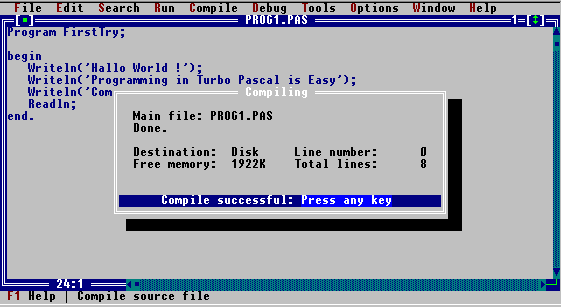 File Edit Search Run Compile Debug Tools Options Window Help
PROG1.PAS 1
Program FirstTry;
begin
Writeln('Hallo World !');
Writeln('Programming in Turbo Pascal is Easy');
Writeln('Com
Readln;
end.
Compiling
Main file: PROG1.PAS
Done.
Destination: Disk Line number: 0
Free memory: 1922K Total lines: 8
Compile successful: Press any key
24:1
F1 Help | Compile source file